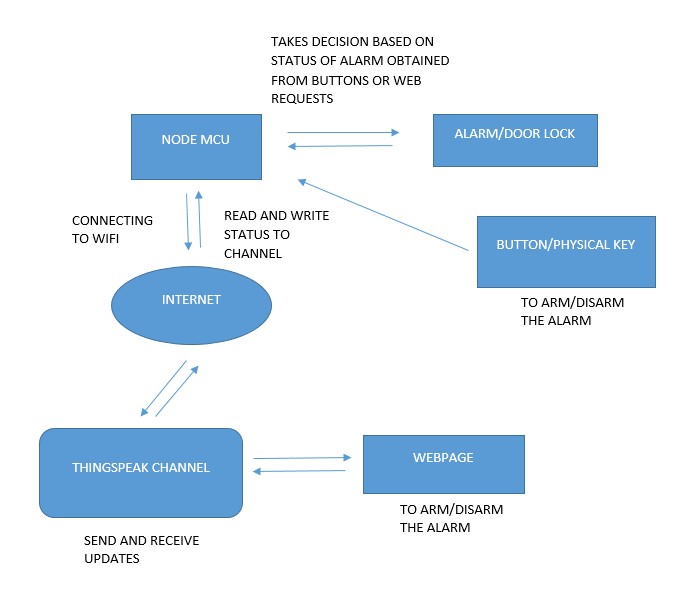 TAKES DECISION BASED ON
STATUS OF ALARM OBTAINED
FROM BUTTONS OR WEB
REQUESTS
NODE MCU
ALARM/DOOR LOCK
CONNECTING
TO WIFI
READ AND WRITE
STATUS TO
CHANNEL
BUTTON/PHYSICAL KEY
TO ARM/DISARM
THE ALARM
INTERNET
THINGSPEAK CHANNEL
WEBPAGE
TO ARM/DISARM
THE ALARM
SEND AND RECEIVE
UPDATES